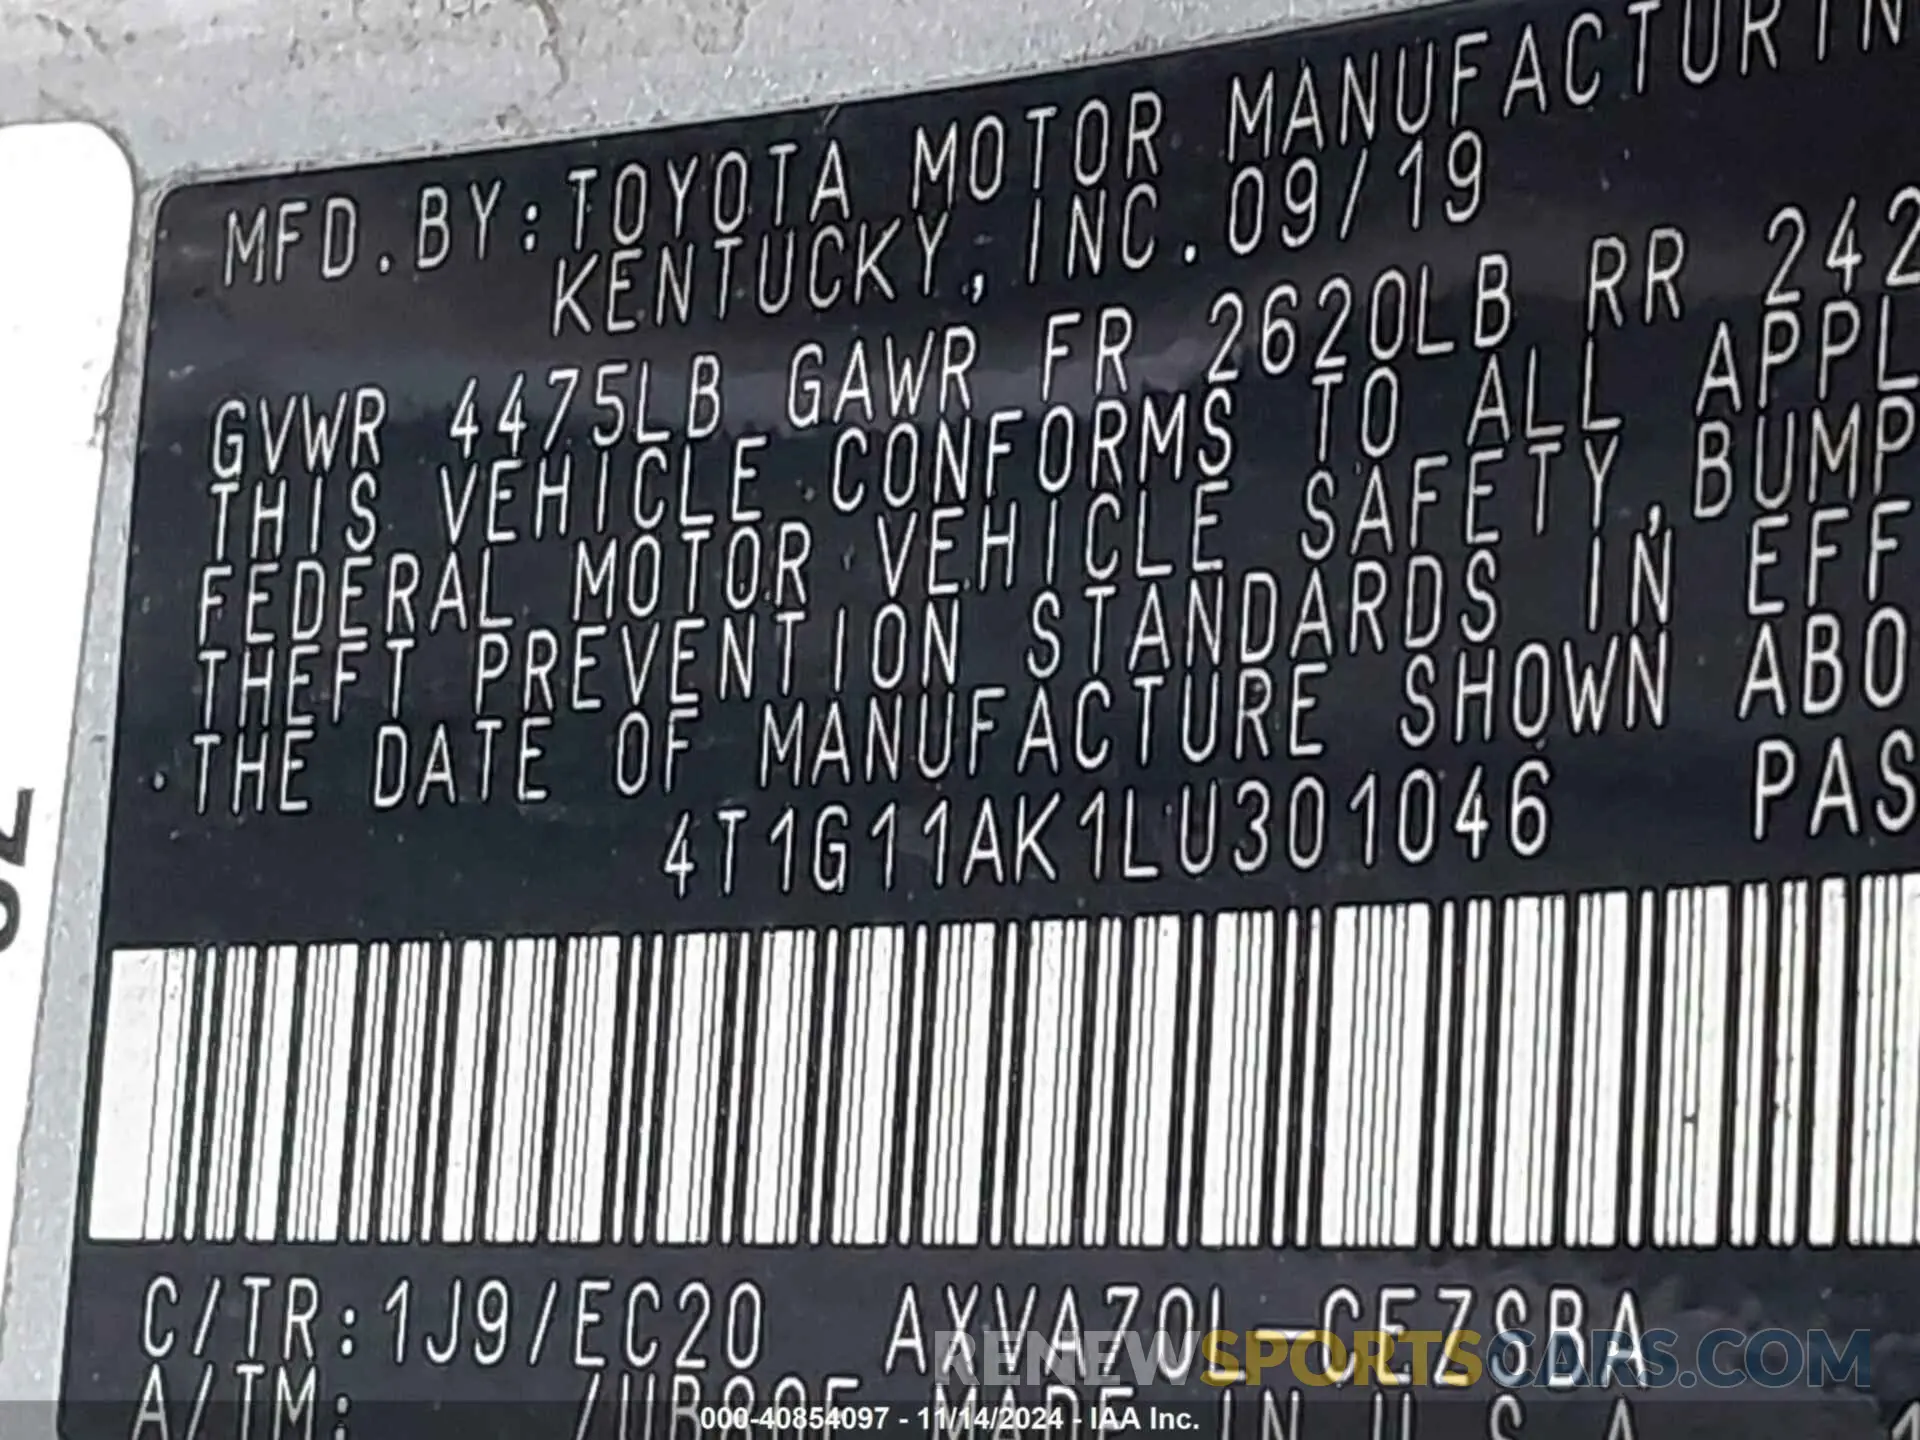 MFD.BY:TOYOTA MOTOR MANUFACTURIN
KENTUCKY, INC. 09/19
GVWR 4475LB GAWR FR 2620LB RR 242
THIS VEHICLE CONFORMS TO ALL APPL
FEDERAL MOTOR VEHICLE SAFETY, BUMP
THEFT PREVENTION STANDARDS IN EFF
THE DATE OF MANUFACTURE SHOWN ABO
4T1G11AK1LU301046 PAS
C/TR:1J9/EC20 AXVA70L-CEZSBA
RENEWSPORTSCARS.COM
A/TM: MADE IN U.S.A.
000-40854097 - 11/14/2024 - IAA Inc.